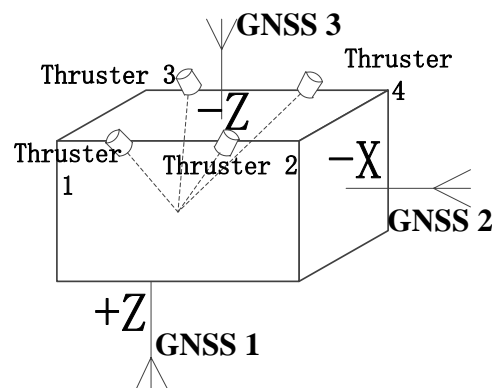 GNSS 3
Thruster 3
Thruster 4
-Z
Thruster 1
Thruster 2
-X
GNSS 2
+Z
GNSS 1